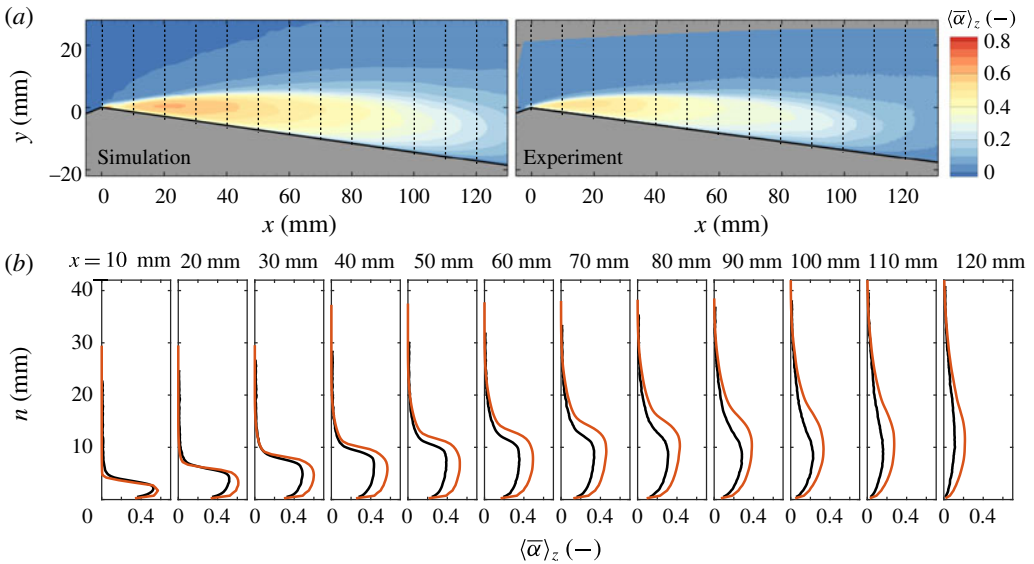 (a)
⟨α̅⟩z (–)
20
0
–20
y (mm)
Simulation
Experiment
0.8
0.6
0.4
0.2
0
0 20 40 60 80 100 120
0 20 40 60 80 100 120
x (mm)
x (mm)
(b)
x = 10 mm 20 mm 30 mm 40 mm 50 mm 60 mm 70 mm 80 mm 90 mm 100 mm 110 mm 120 mm
40
30
20
10
n (mm)
0 0.4 0 0.4 0 0.4 0 0.4 0 0.4 0 0.4 0 0.4 0 0.4 0 0.4 0 0.4 0 0.4 0 0.4
0
⟨α̅⟩z (–)